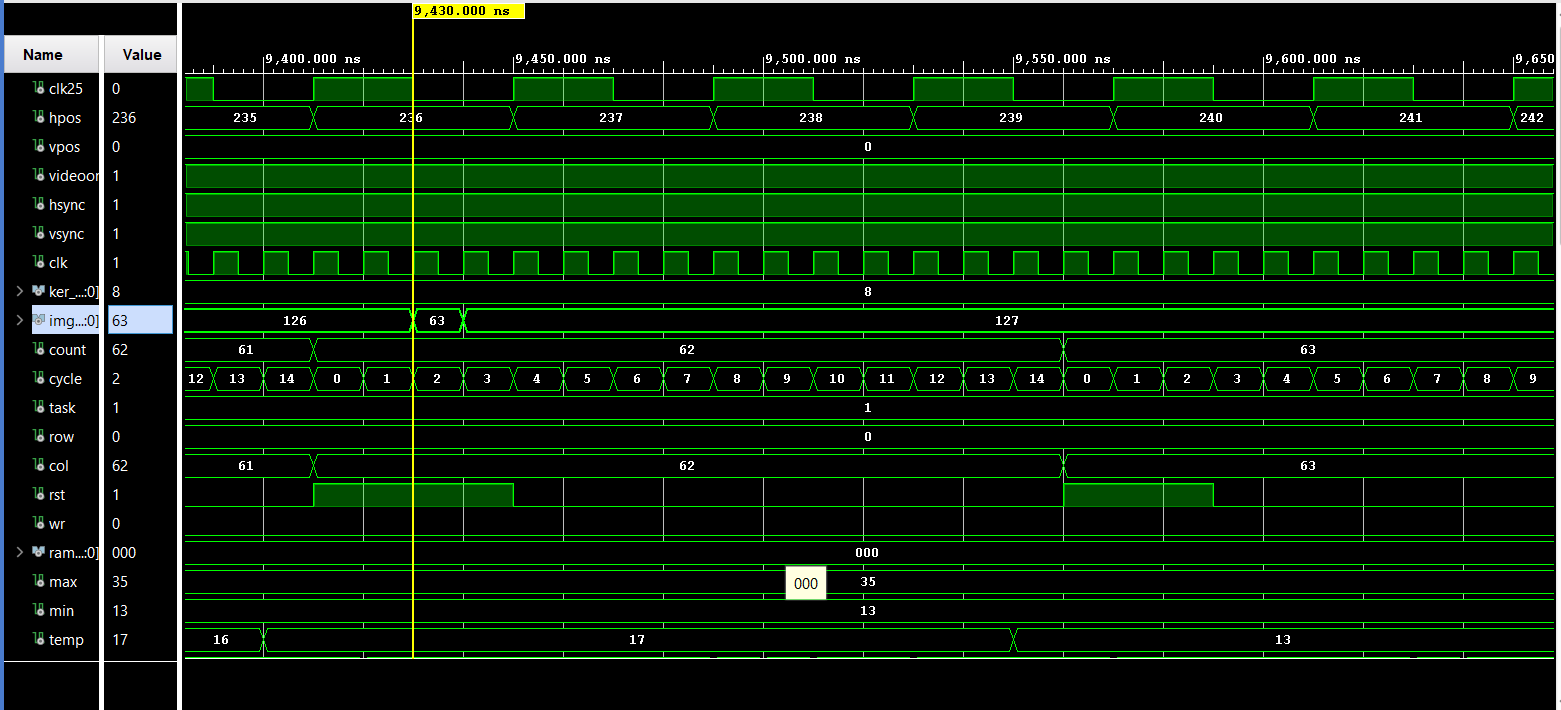 9,430.000 ns
Name Value
9,400.000 ns 9,450.000 ns 9,500.000 ns 9,550.000 ns 9,600.000 ns 9,650
clk25 0
hpos 236 235 236 237 238 239 240 241 242
vpos 0 0
videoor 1
hsync 1
vsync 1
clk 1
ker_...:0] 8 8
img...:0] 63 126 63 127
count 62 61 62 63
cycle 2 12 13 14 0 1 2 3 4 5 6 7 8 9 10 11 12 13 14 0 1 2 3 4 5 6 7 8 9
task 1 1
row 0 0
col 62 61 62 63
rst 1
wr 0
ram...:0] 000 000
max 35 000 35
min 13 13
temp 17 16 17 13